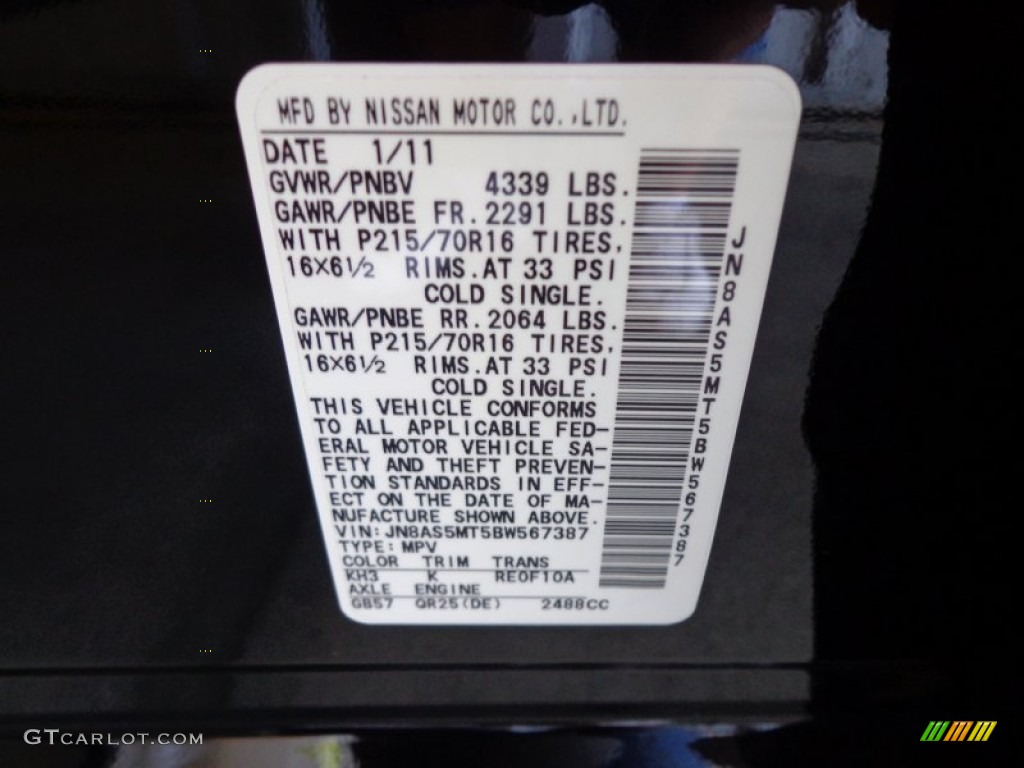 MFD BY NISSAN MOTOR CO.,LTD.
DATE 1/11
GVWR/PNBV 4339 LBS.
GAWR/PNBE FR.2291 LBS.
WITH P215/70R16 TIRES,
16×6½ RIMS.AT 33 PSI
COLD SINGLE.
GAWR/PNBE RR.2064 LBS.
WITH P215/70R16 TIRES,
16×6½ RIMS.AT 33 PSI
COLD SINGLE.
THIS VEHICLE CONFORMS
TO ALL APPLICABLE FED-
ERAL MOTOR VEHICLE SA-
FETY AND THEFT PREVEN-
TION STANDARDS IN EFF-
ECT ON THE DATE OF MA-
NUFACTURE SHOWN ABOVE.
VIN:JN8AS5MT5BW567387
TYPE:MPV
COLOR TRIM TRANS
KH3 K RE0F10A
AXLE ENGINE
GB57 QR25(DE) 2488CC
JN8AS5MT5BW567387
GTCARLOT.COM